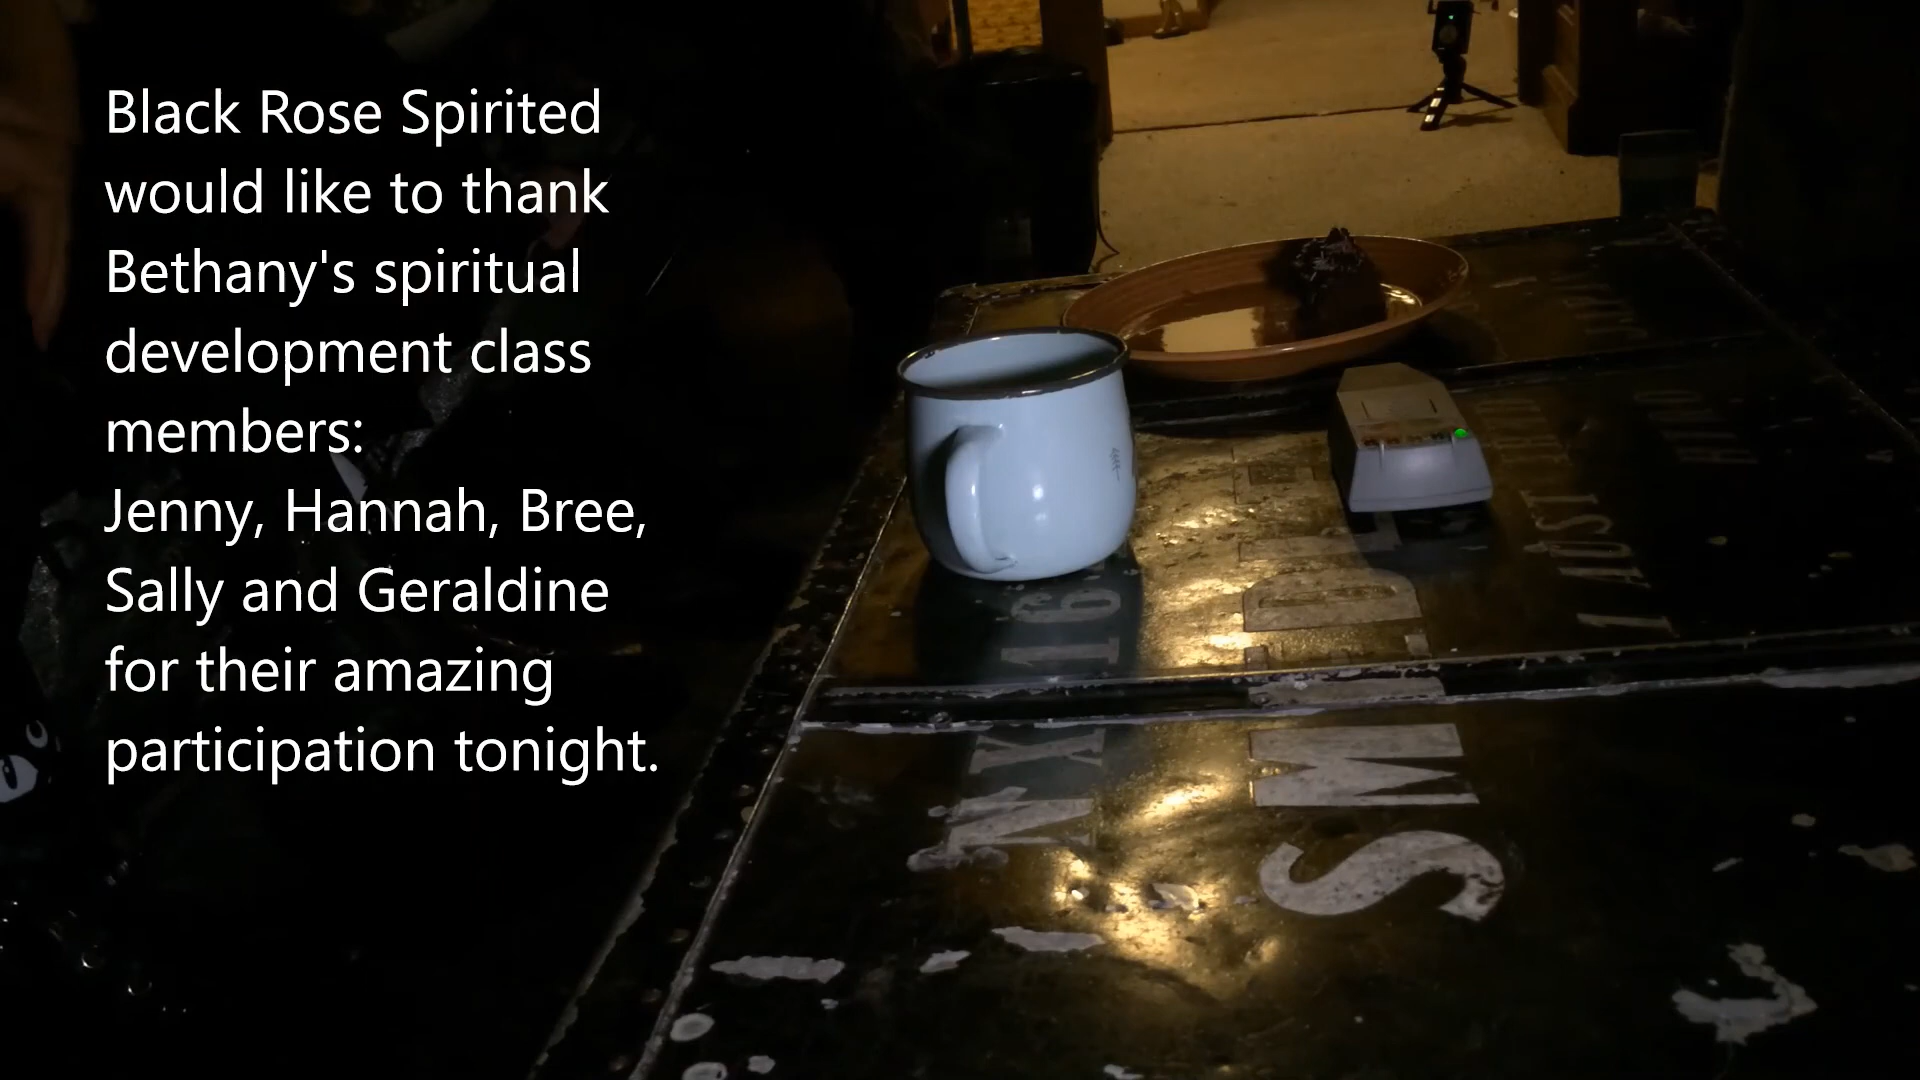 Black Rose Spirited
would like to thank
Bethany's spiritual
development class
members:
Jenny, Hannah, Bree,
Sally and Geraldine
for their amazing
participation tonight.